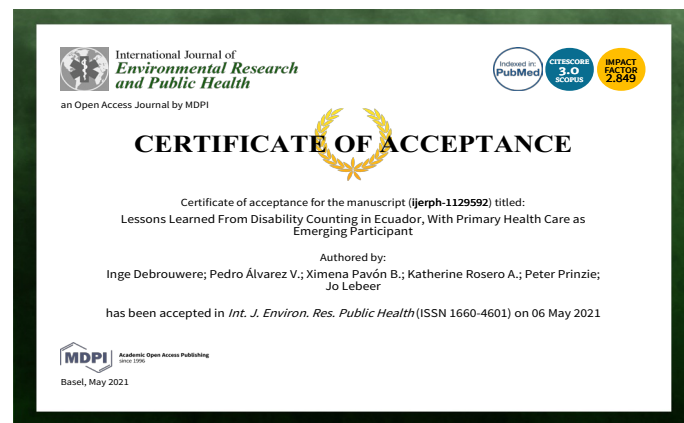 International Journal of
Environmental Research
and Public Health
an Open Access Journal by MDPI
Indexed in:
PubMed
CITESCORE
3.0
SCOPUS
IMPACT
FACTOR
2.849
CERTIFICATE OF ACCEPTANCE
Certificate of acceptance for the manuscript (ijerph-1129592) titled:
Lessons Learned From Disability Counting in Ecuador, With Primary Health Care as
Emerging Participant
Authored by:
Inge Debrouwere; Pedro Álvarez V.; Ximena Pavón B.; Katherine Rosero A.; Peter Prinzie;
Jo Lebeer
has been accepted in Int. J. Environ. Res. Public Health (ISSN 1660-4601) on 06 May 2021
MDPI
Academic Open Access Publishing
since 1996
Basel, May 2021